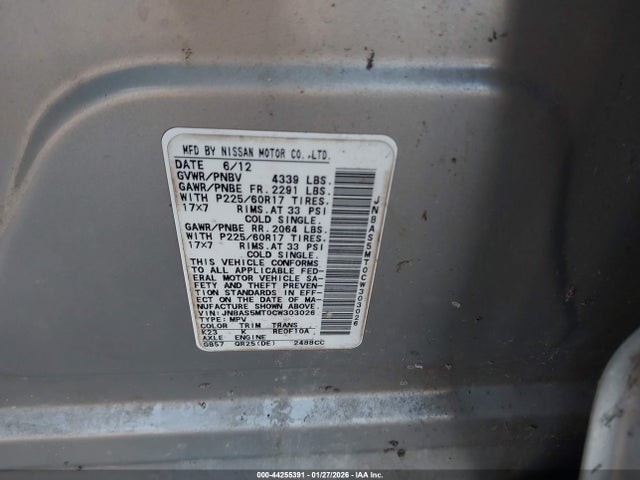 MFD BY NISSAN MOTOR CO.,LTD.
DATE 6/12
GVWR/PNBV 4339 LBS.
GAWR/PNBE FR. 2291 LBS.
WITH P225/60R17 TIRES.
17X7 RIMS. AT 33 PSI
COLD SINGLE.
GAWR/PNBE RR. 2064 LBS.
WITH P225/60R17 TIRES.
17X7 RIMS. AT 33 PSI
COLD SINGLE.
THIS VEHICLE CONFORMS
TO ALL APPLICABLE FED-
ERAL MOTOR VEHICLE SA-
FETY AND THEFT PREVEN-
TION STANDARDS IN EFF-
ECT ON THE DATE OF MA-
NUFACTURE SHOWN ABOVE.
VIN: JN8AS5MT0CW303026
TYPE: MPV
COLOR TRIM TRANS
K23 K RE0F10A
AXLE ENGINE
GB57 QR25(DE) 2488CC
JN8AS5MT0CW303026
000-44255391 - 01/27/2026 - IAA Inc.